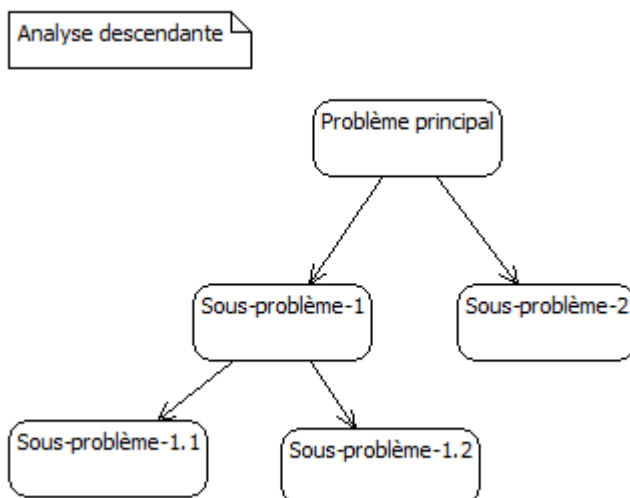 Analyse descendante
Problème principal
Sous-problème-1
Sous-problème-2
Sous-problème-1.1
Sous-problème-1.2